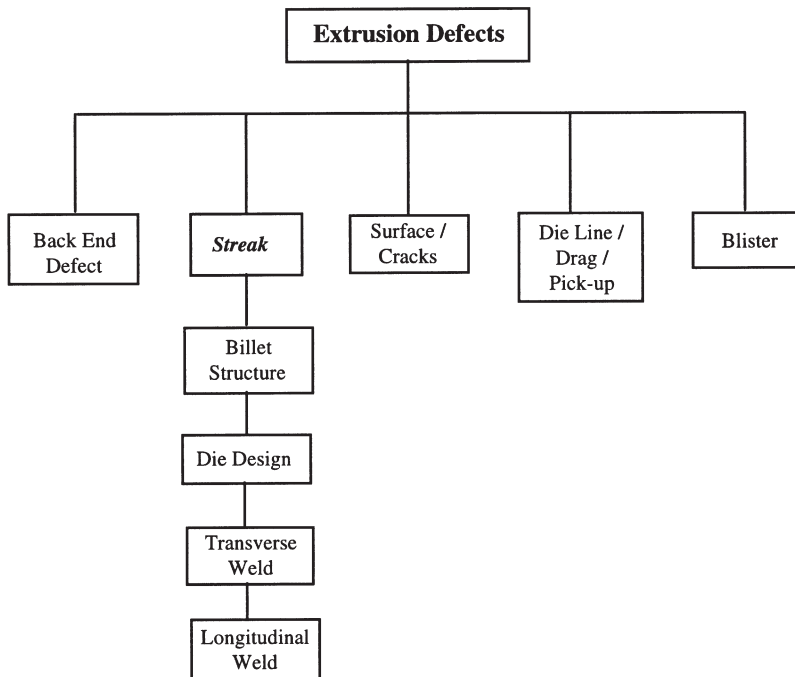 Extrusion Defects
Back End
Defect
Streak
Surface /
Cracks
Die Line /
Drag /
Pick-up
Blister
Billet
Structure
Die Design
Transverse
Weld
Longitudinal
Weld